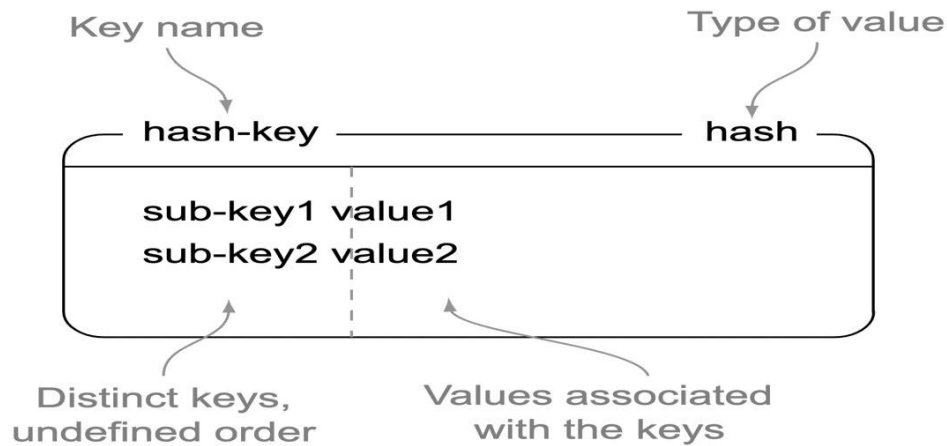 Key name
Type of value
hash-key
hash
sub-key1 value1
sub-key2 value2
Distinct keys,
undefined order
Values associated
with the keys